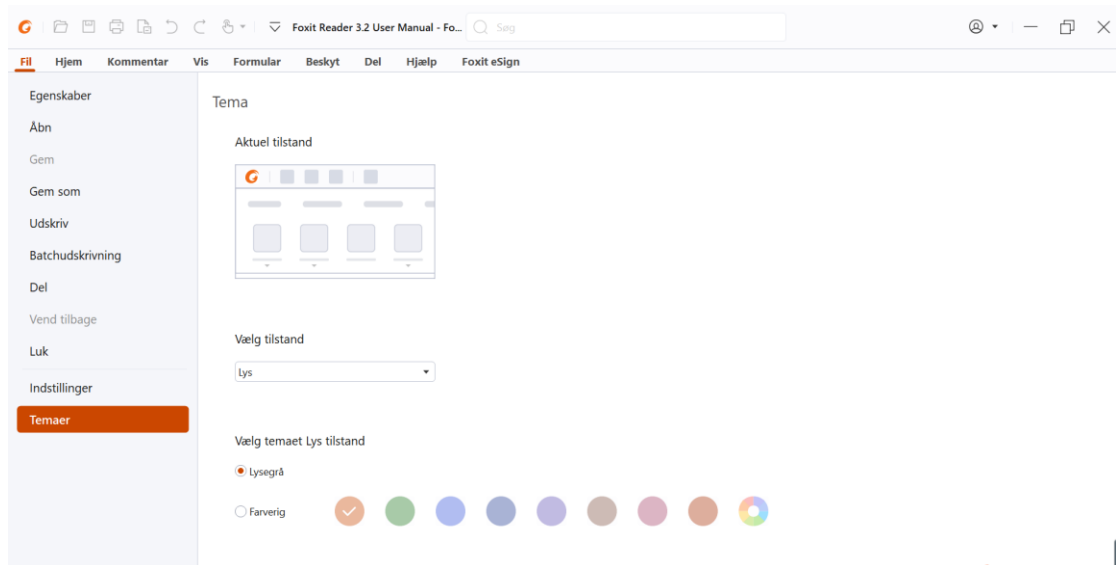 Foxit Reader 3.2 User Manual - Fo...
Søg
Fil Hjem Kommentar Vis Formular Beskyt Del Hjælp Foxit eSign
Egenskaber
Åbn
Gem
Gem som
Udskriv
Batchudskrivning
Del
Vend tilbage
Luk
Indstillinger
Temaer
Tema
Aktuel tilstand
Vælg tilstand
Lys
Vælg temaet Lys tilstand
Lysegrå
Farverig